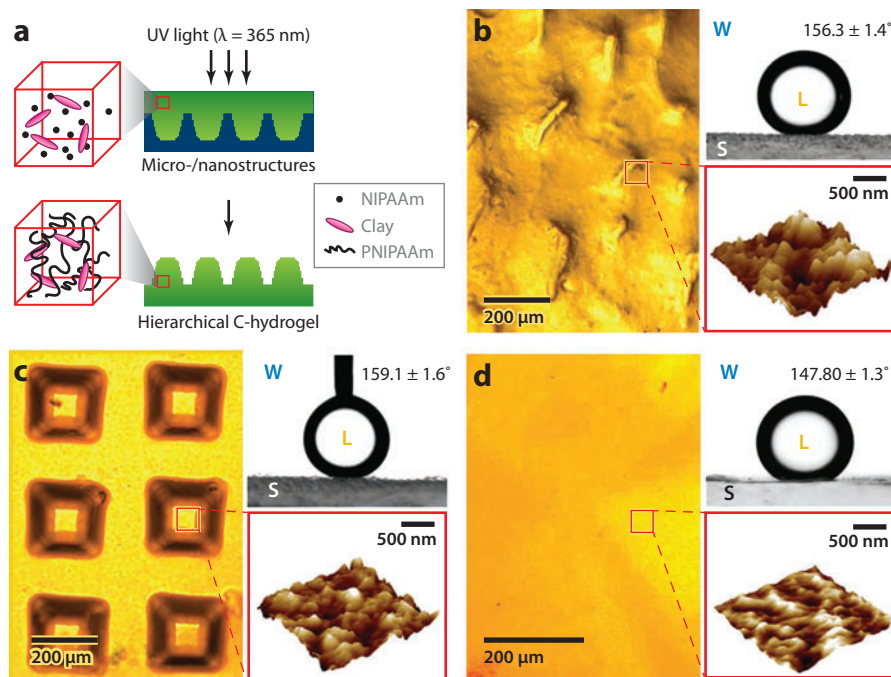 a
UV light (λ = 365 nm)
Micro-/nanostructures
NIPAAm
Clay
PNIPAAm
Hierarchical C-hydrogel
b
200 µm
W
156.3 ± 1.4°
L
S
500 nm
c
200 µm
W
159.1 ± 1.6°
L
S
500 nm
d
200 µm
W
147.80 ± 1.3°
L
S
500 nm